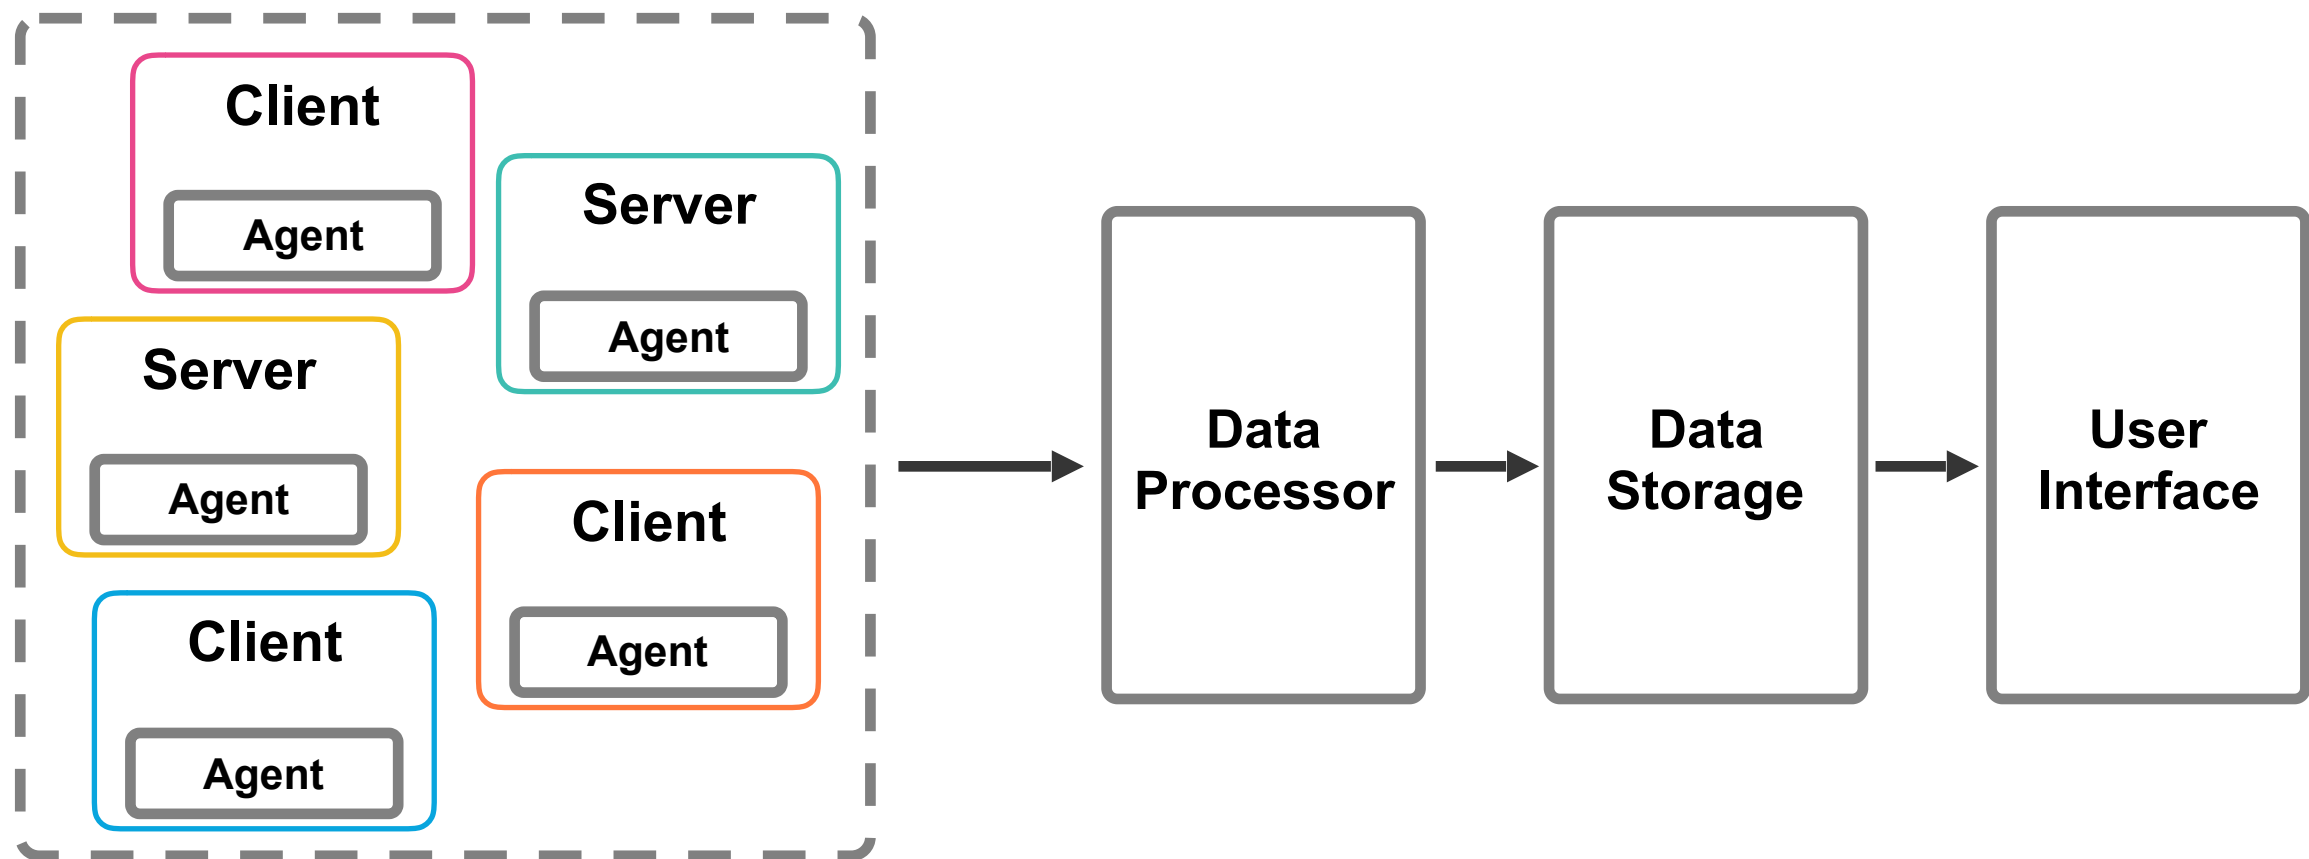 Client
Agent
Server
Agent
Server
Agent
Client
Agent
Client
Agent
Data
Processor
Data
Storage
User
Interface